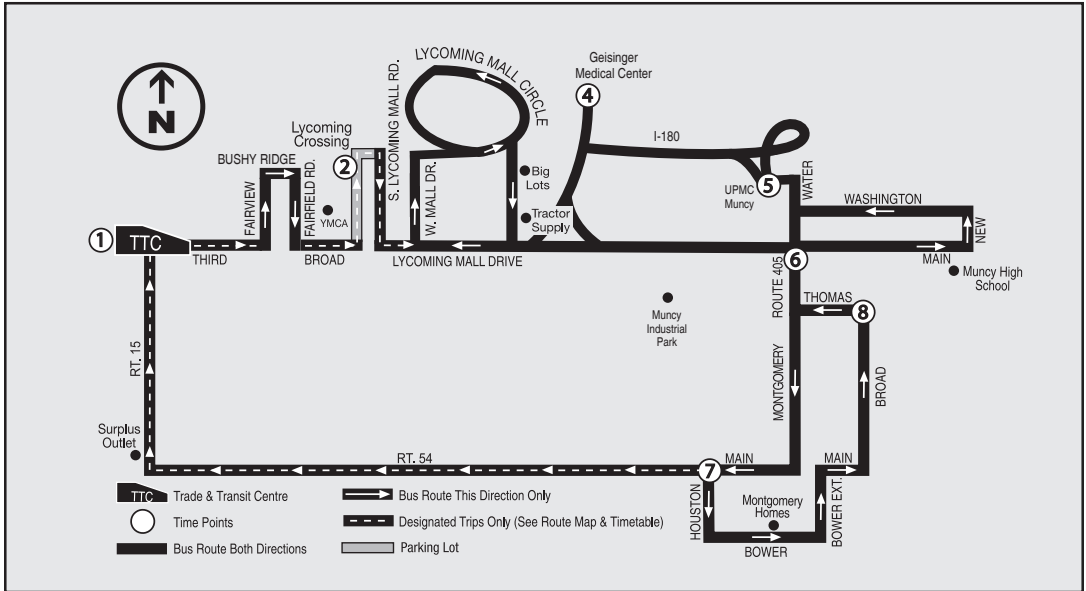 LYCOMING MALL CIRCLE
Geisinger
Medical Center
4
S. LYCOMING MALL RD.
N
Lycoming
Crossing
2
I-180
BUSHY RIDGE
Big
Lots
UPMC
Muncy
5
WATER
FAIRVIEW
FAIRFIELD RD.
YMCA
W. MALL DR.
Tractor
Supply
WASHINGTON
NEW
1
TTC
THIRD
BROAD
LYCOMING MALL DRIVE
6
MAIN
Muncy High
School
ROUTE 405
THOMAS
8
Muncy
Industrial
Park
MONTGOMERY
BROAD
RT. 15
Surplus
Outlet
RT. 54
7
MAIN
MAIN
HOUSTON
Montgomery
Homes
BOWER EXT.
BOWER
TTC Trade & Transit Centre
Time Points
Bus Route Both Directions
Bus Route This Direction Only
Designated Trips Only (See Route Map & Timetable)
Parking Lot